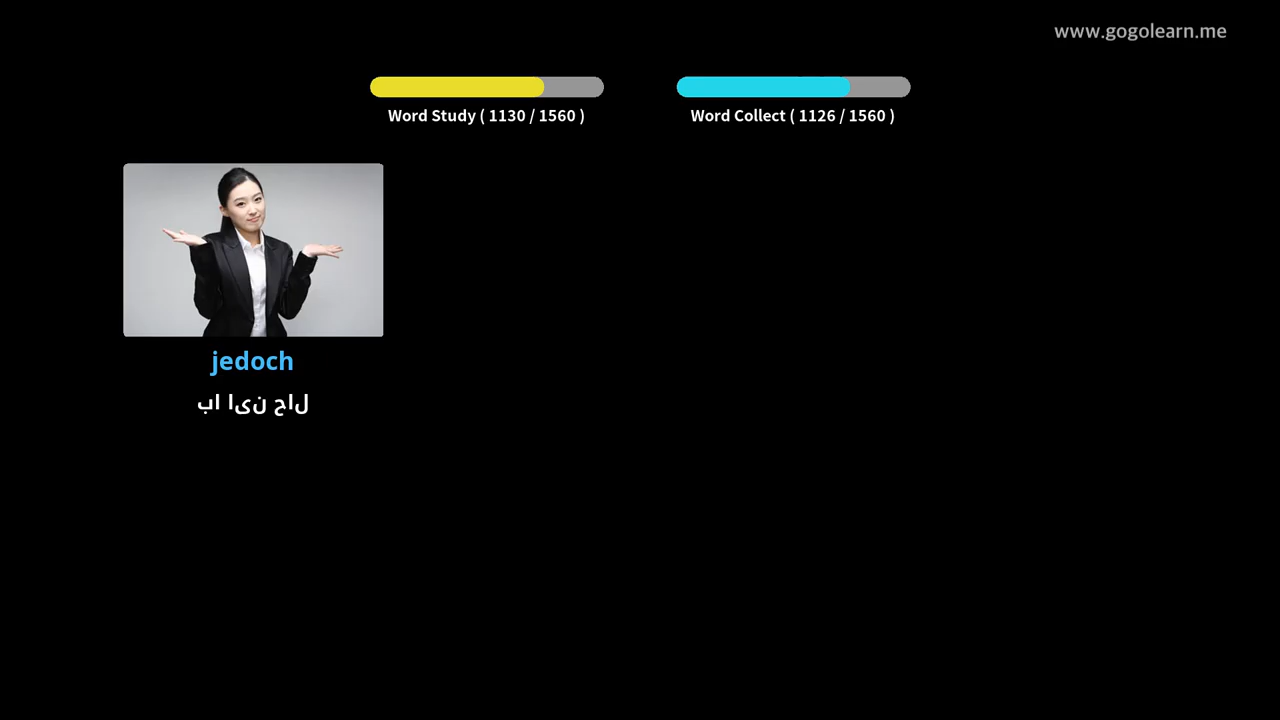 www.gogolearn.me
Word Study ( 1130 / 1560 )
Word Collect ( 1126 / 1560 )
jedoch
با این حال